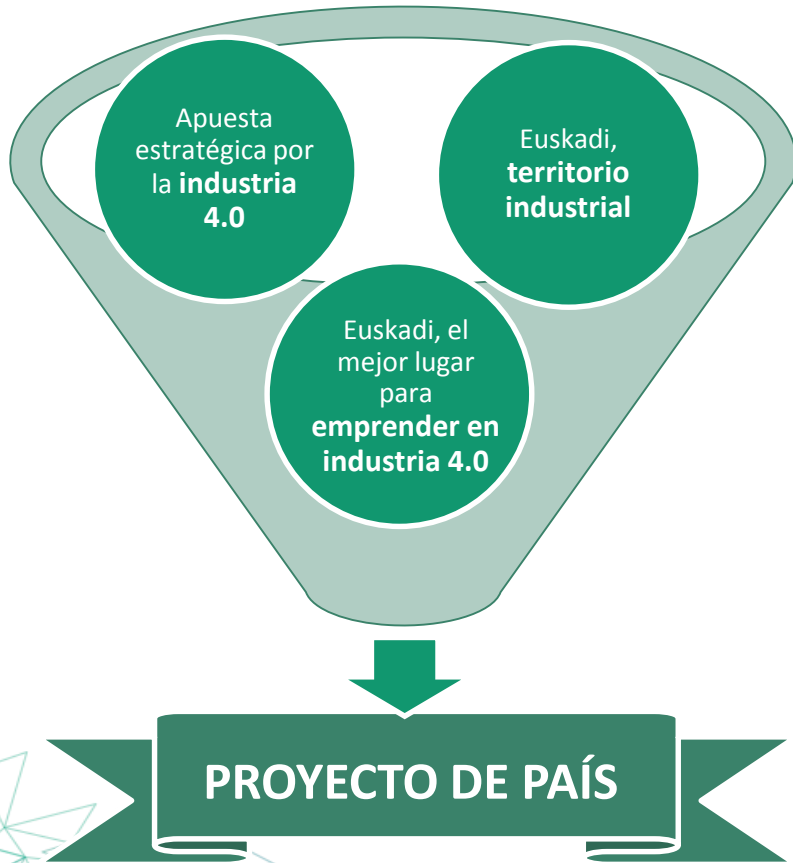 Apuesta
estratégica por
la industria
4.0
Euskadi,
territorio
industrial
Euskadi, el
mejor lugar
para
emprender en
industria 4.0
PROYECTO DE PAÍS